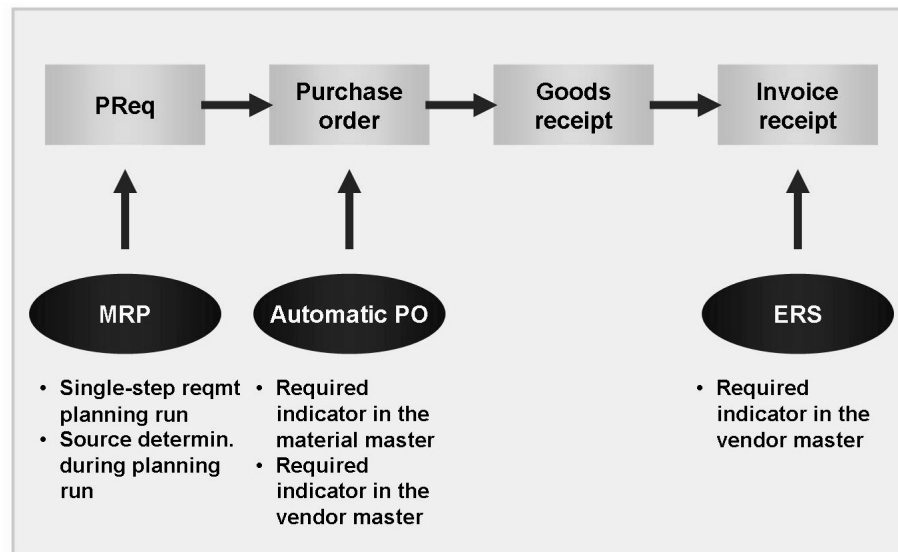 PReq
Purchase
order
Goods
receipt
Invoice
receipt
MRP
Automatic PO
ERS
• Single-step reqmt
planning run
• Source determin.
during planning
run
• Required
indicator in the
material master
• Required
indicator in the
vendor master
• Required
indicator in the
vendor master